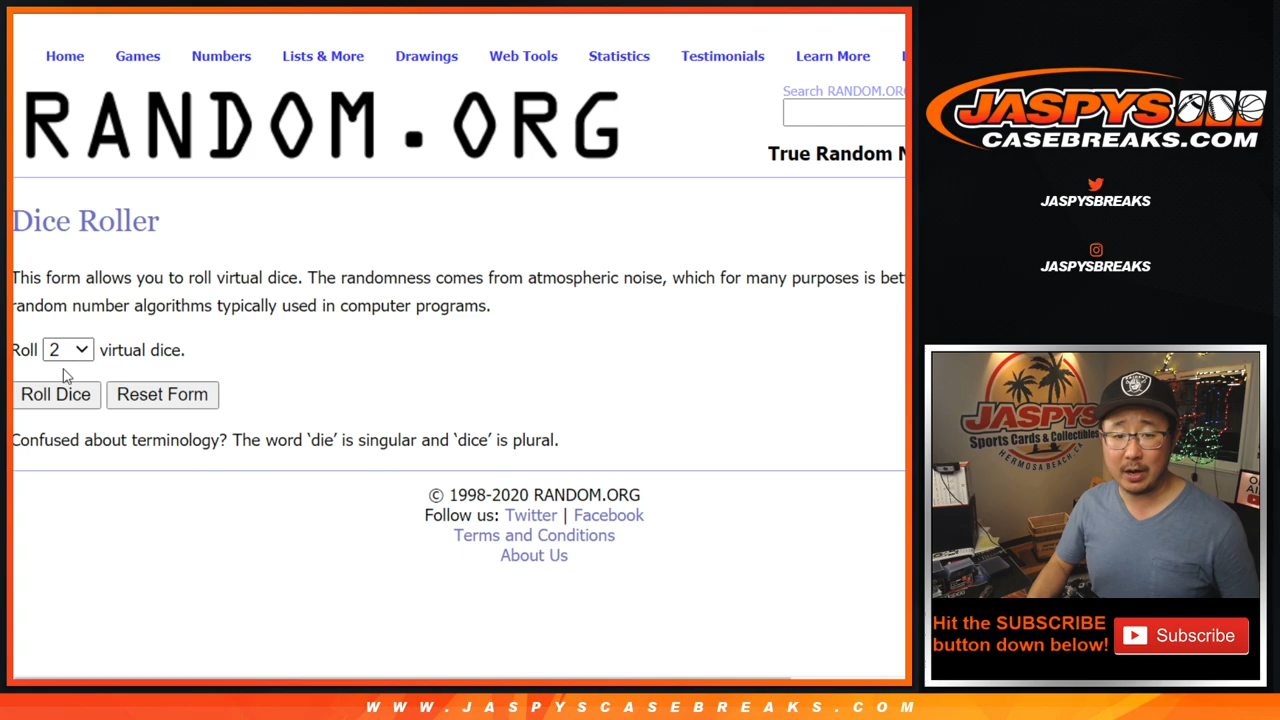 Home Games Numbers Lists & More Drawings Web Tools Statistics Testimonials Learn More
Search RANDOM.ORG
RANDOM.ORG
True Random N
Dice Roller
This form allows you to roll virtual dice. The randomness comes from atmospheric noise, which for many purposes is bet
random number algorithms typically used in computer programs.
Roll 2 virtual dice.
Roll Dice Reset Form
Confused about terminology? The word ‘die’ is singular and ‘dice’ is plural.
© 1998-2020 RANDOM.ORG
Follow us: Twitter | Facebook
Terms and Conditions
About Us
JASPYS
CASEBREAKS.COM
JASPYSBREAKS
JASPYSBREAKS
JASPYS
Sports Cards & Collectibles
HERMOSA BEACH, CA
Hit the SUBSCRIBE
button down below!
Subscribe
WWW.JASPYSCASEBREAKS.COM